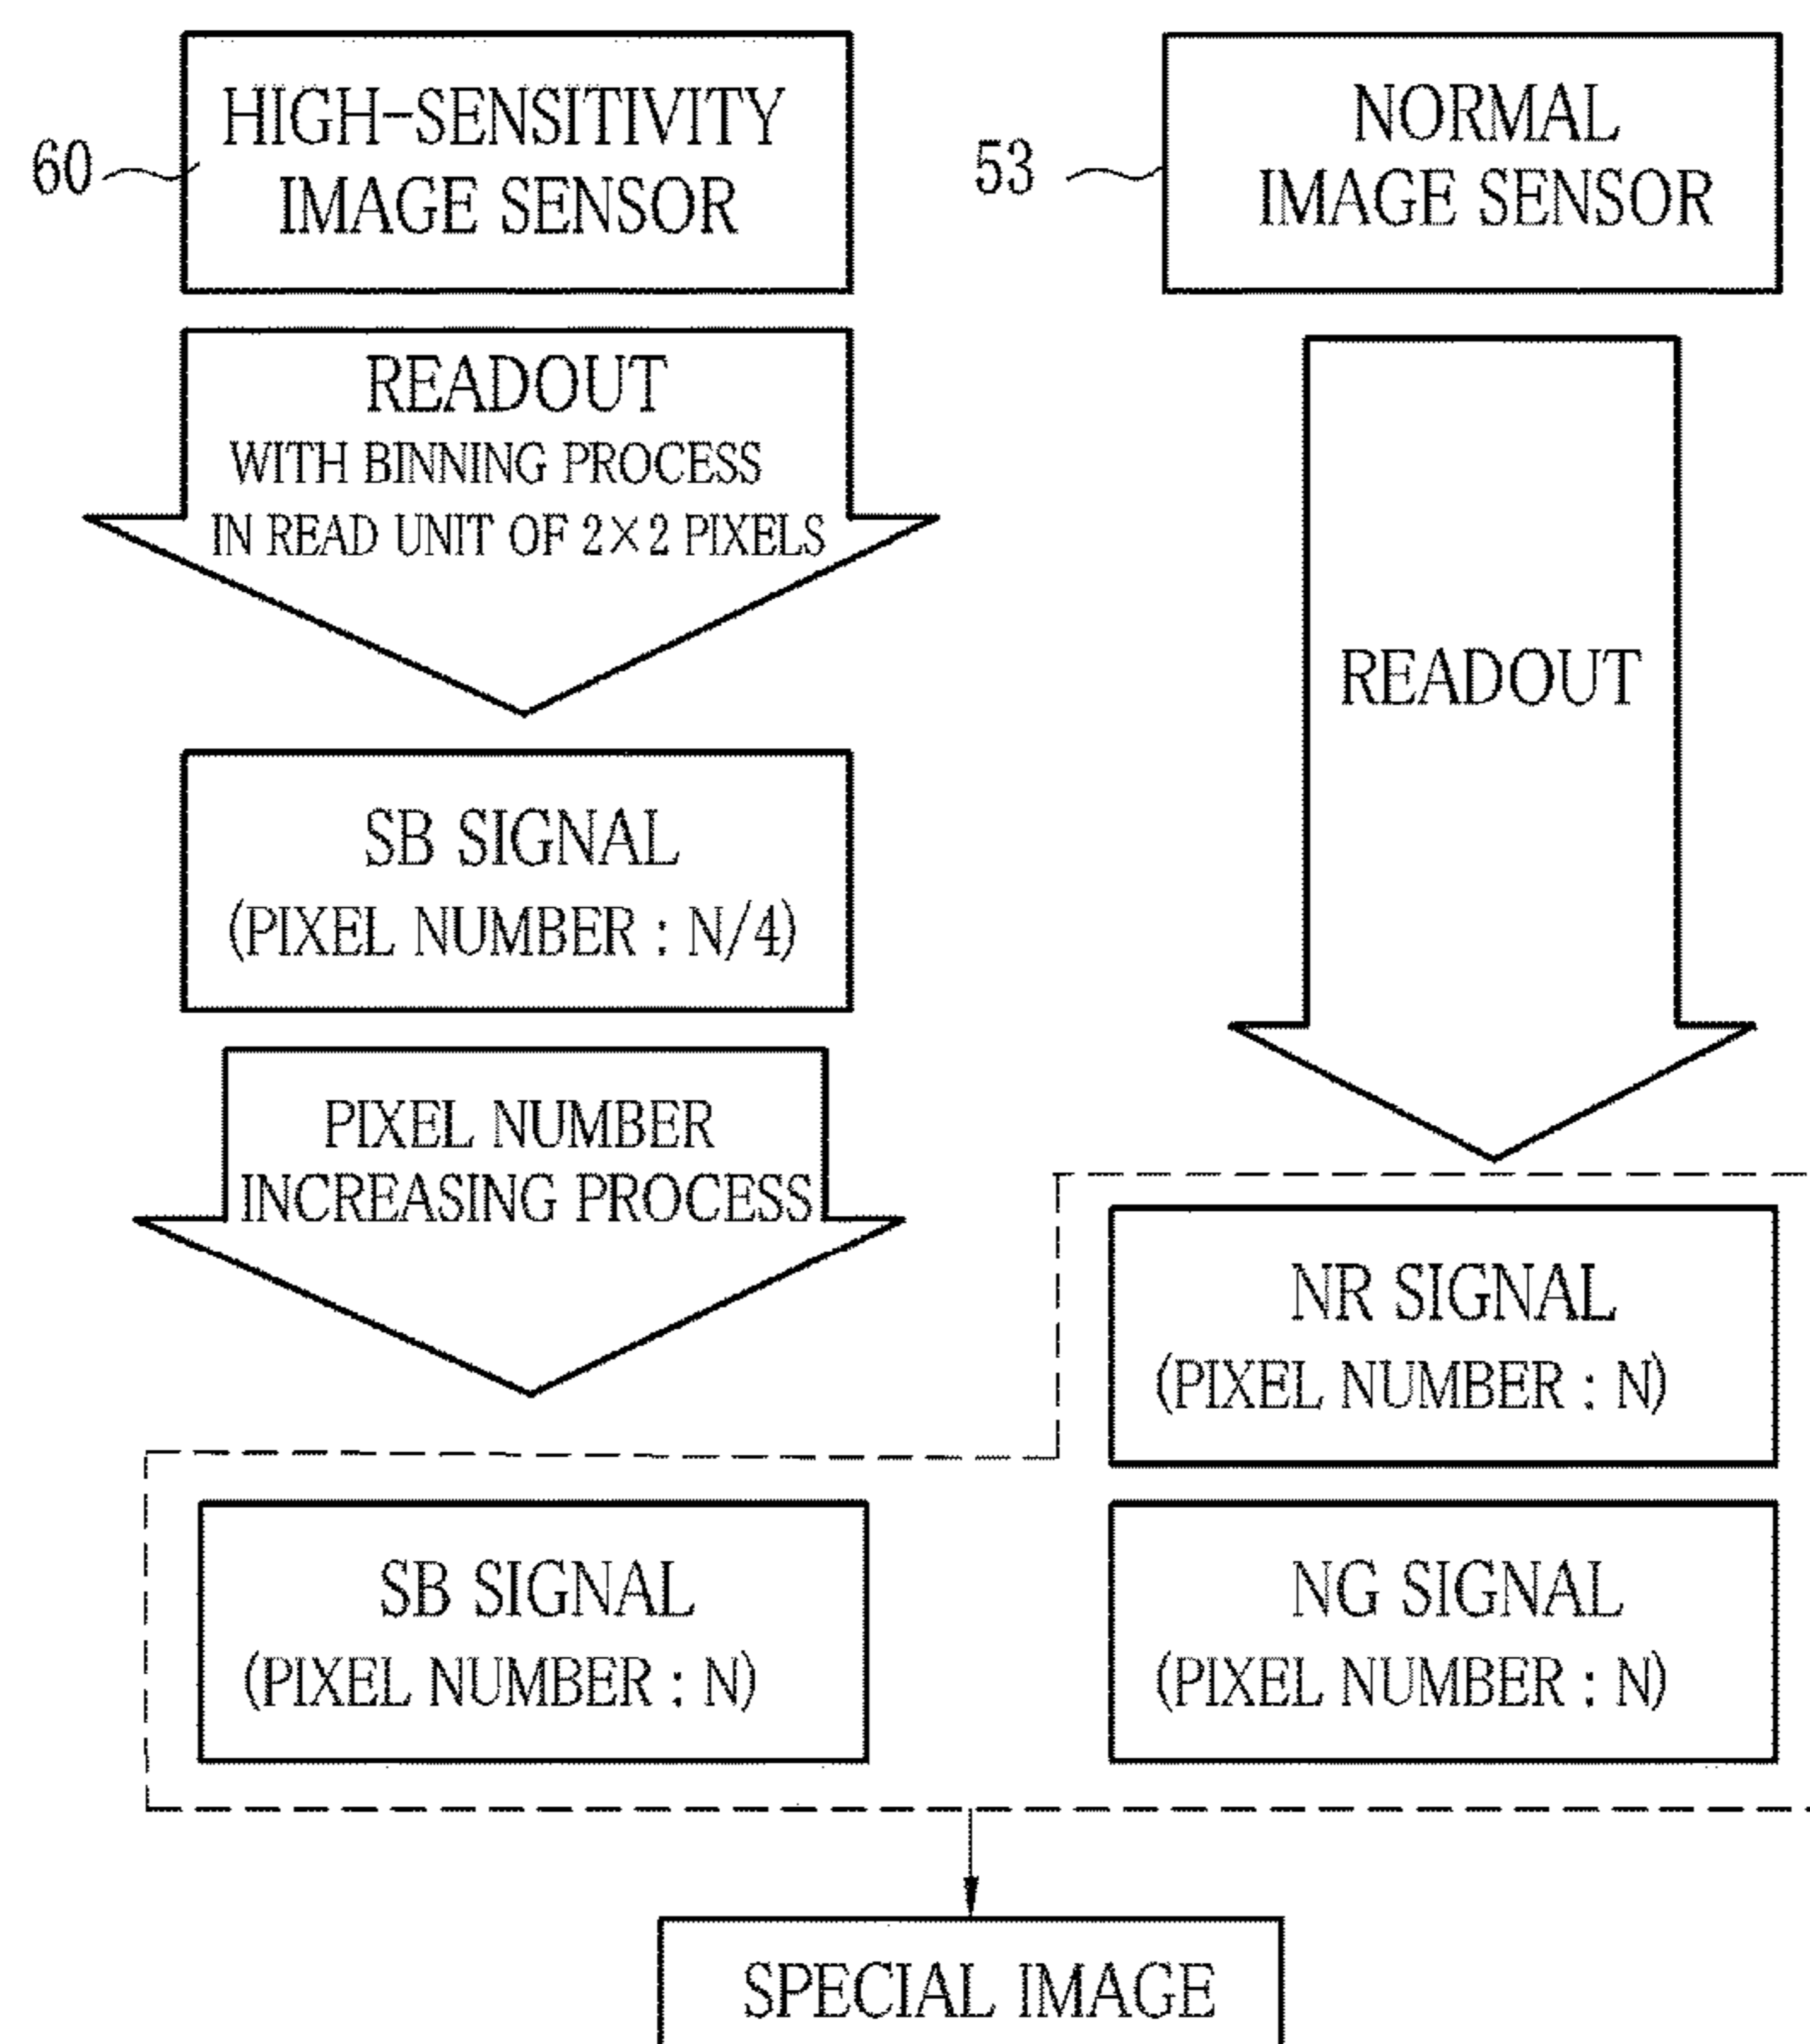 60
HIGH-SENSITIVITY
IMAGE SENSOR
53
NORMAL
IMAGE SENSOR
READOUT
WITH BINNING PROCESS
IN READ UNIT OF 2×2 PIXELS
READOUT
SB SIGNAL
(PIXEL NUMBER : N/4)
PIXEL NUMBER
INCREASING PROCESS
NR SIGNAL
(PIXEL NUMBER : N)
SB SIGNAL
(PIXEL NUMBER : N)
NG SIGNAL
(PIXEL NUMBER : N)
SPECIAL IMAGE